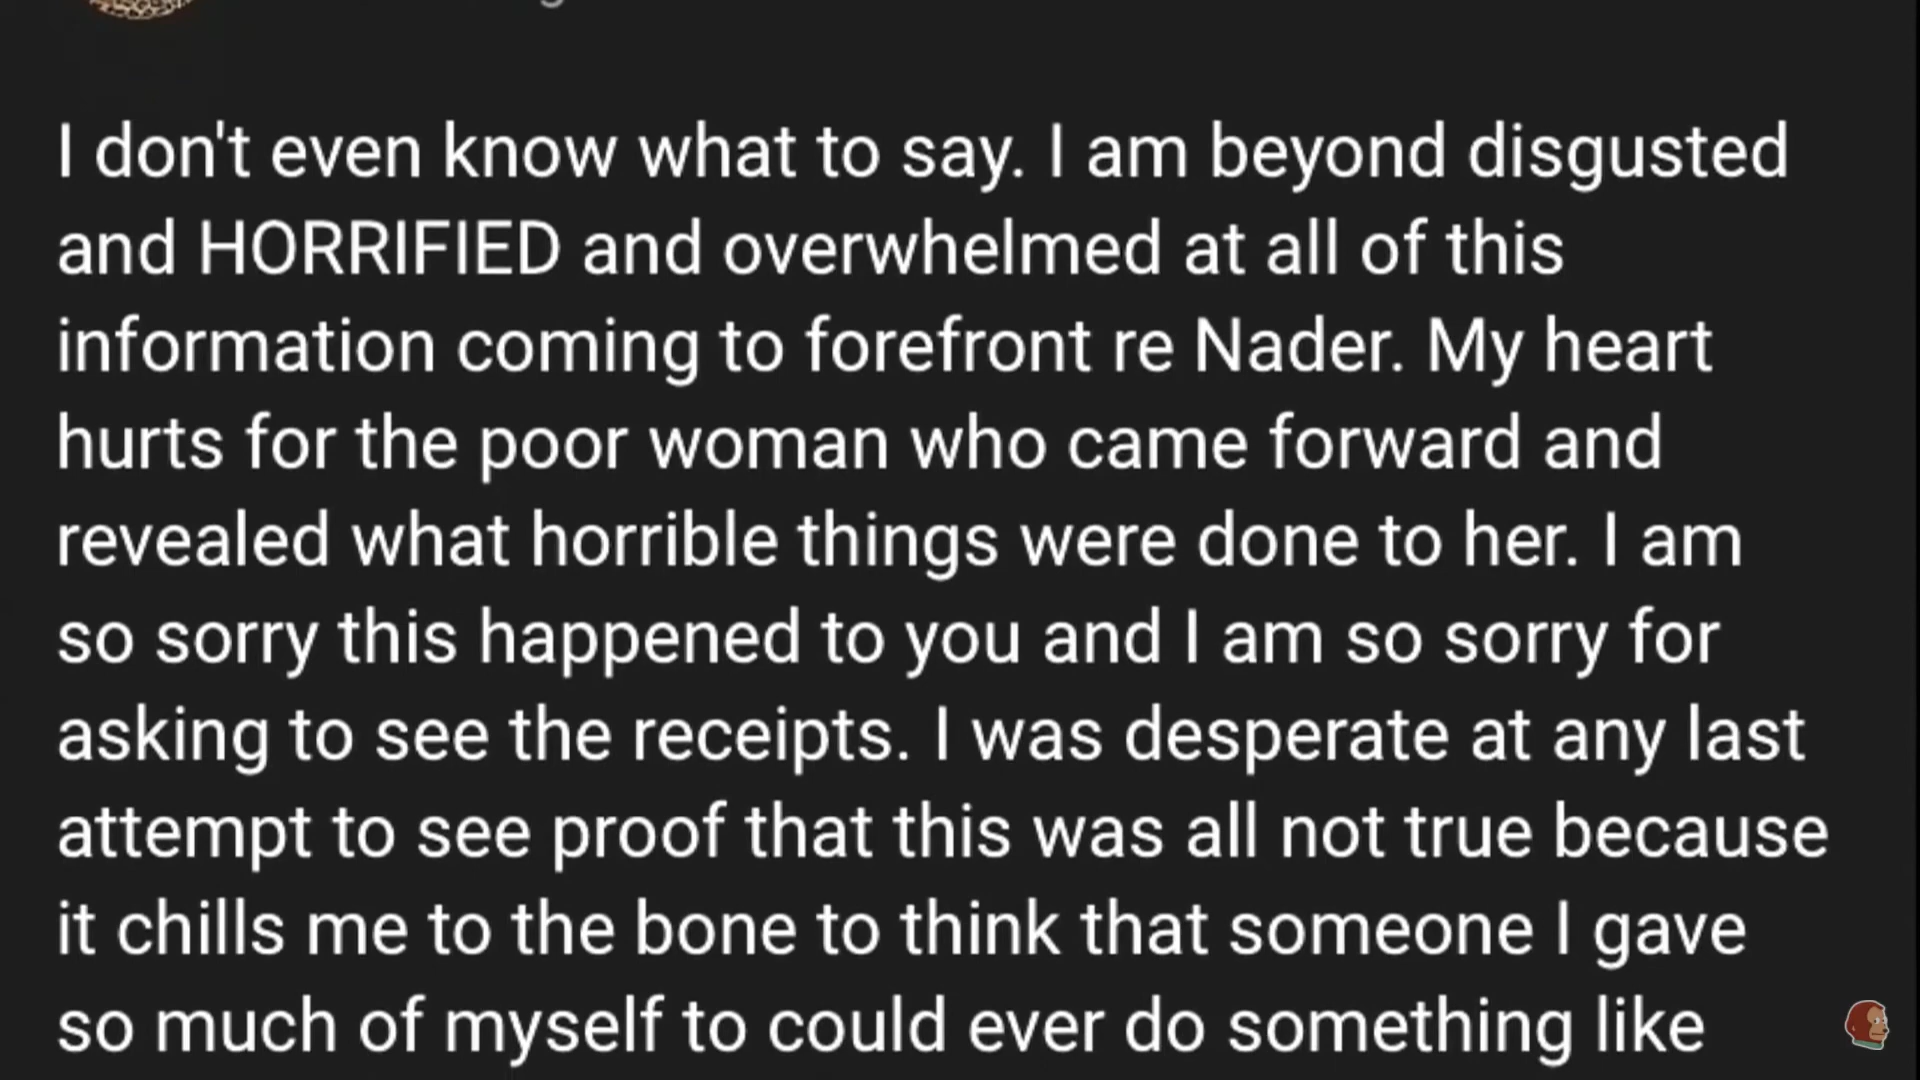 I don't even know what to say. I am beyond disgusted
and HORRIFIED and overwhelmed at all of this
information coming to forefront re Nader. My heart
hurts for the poor woman who came forward and
revealed what horrible things were done to her. I am
so sorry this happened to you and I am so sorry for
asking to see the receipts. I was desperate at any last
attempt to see proof that this was all not true because
it chills me to the bone to think that someone I gave
so much of myself to could ever do something like